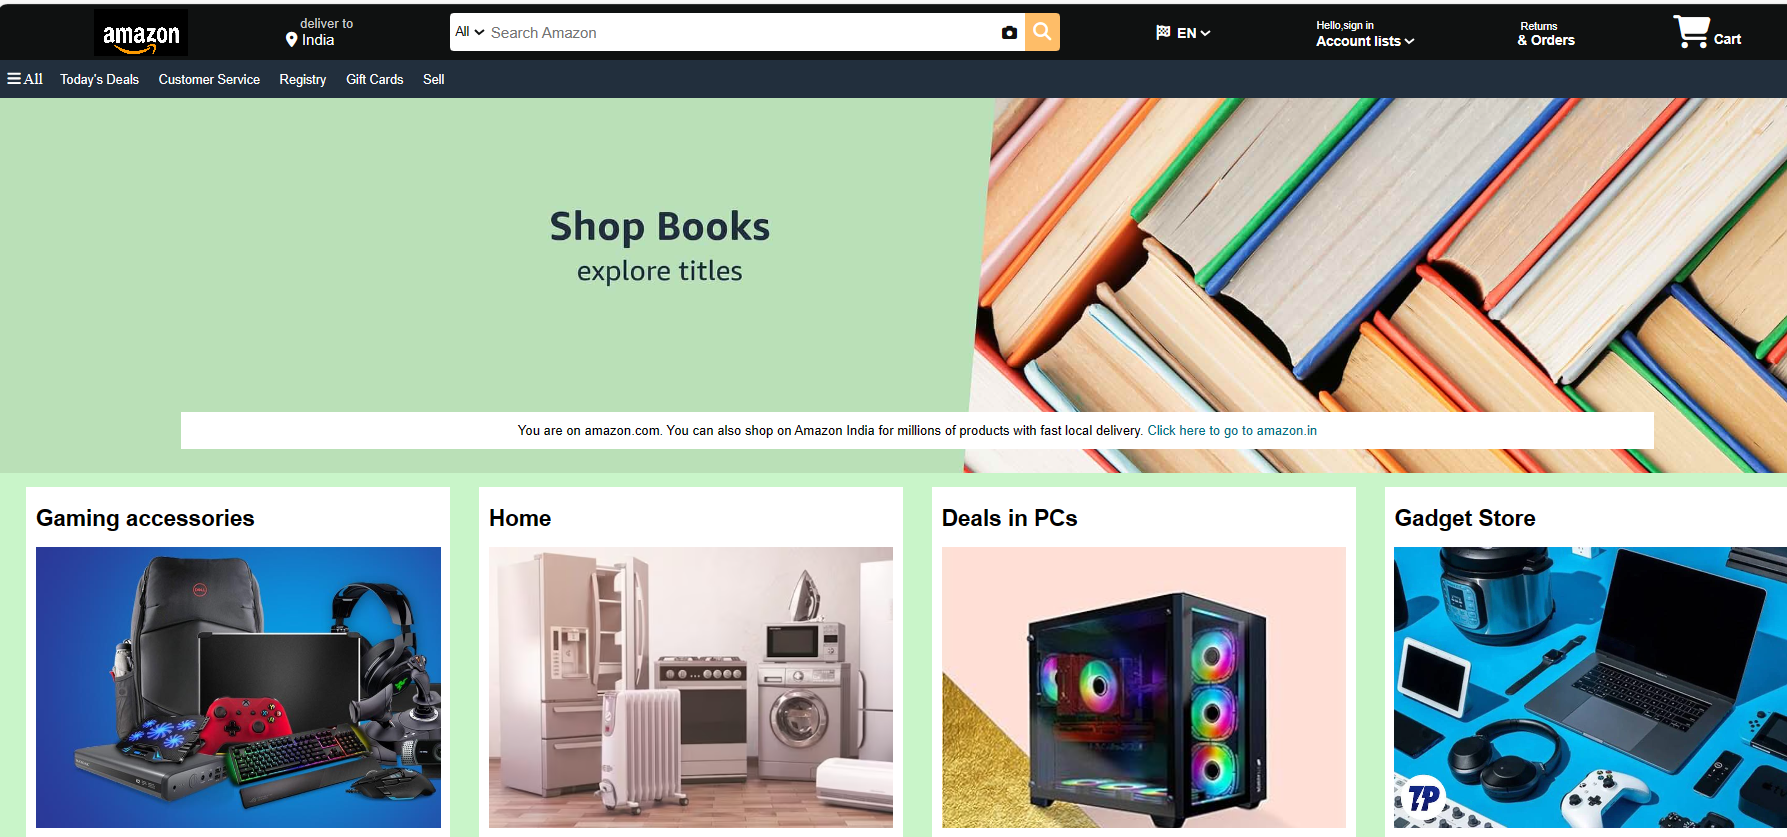 amazon
deliver to
India
All
Search Amazon
EN
Hello,sign in
Account lists
Returns
& Orders
Cart
All
Today's Deals
Customer Service
Registry
Gift Cards
Sell
Shop Books
explore titles
You are on amazon.com. You can also shop on Amazon India for millions of products with fast local delivery. Click here to go to amazon.in
Gaming accessories
Home
Deals in PCs
Gadget Store
DELL
TP